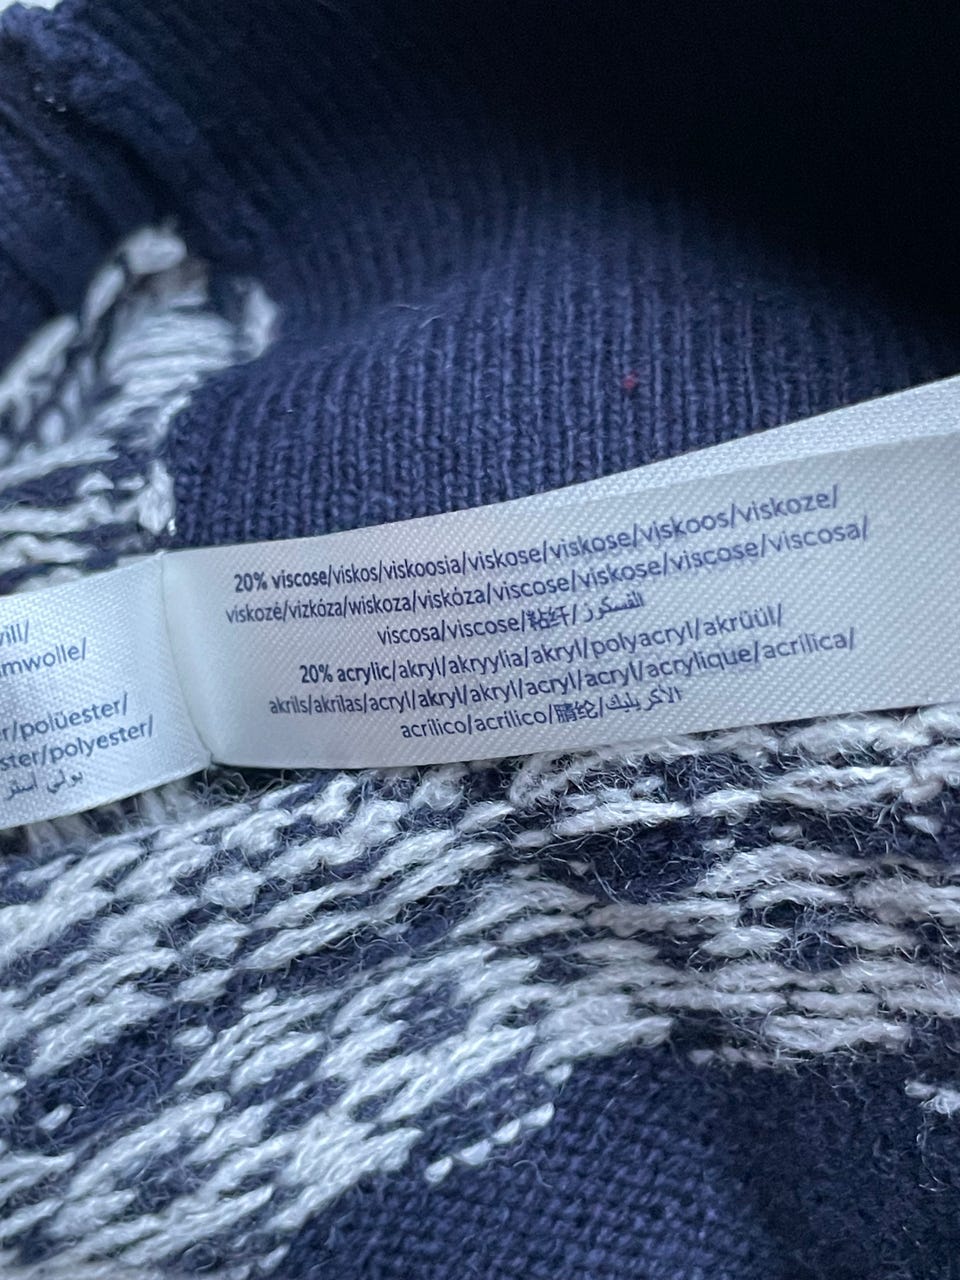 vill/
mwolle/
r/polüester/
ster/polyester/
بولي استر
20% viscose/viskos/viskoosia/viskose/viskose/viskoos/viskoze/
viskozė/vizkóza/wiskoza/viskóza/viscose/viskose/viscose/viscosa/
viscosa/viscose/粘纤/الفسكوز
20% acrylic/akryl/akryylia/akryl/polyacryl/akrüül/
akrils/akrilas/acryl/akryl/akryl/acryl/acryl/acrylique/acrílica/
acrílico/acrilico/腈纶/الأكريليك